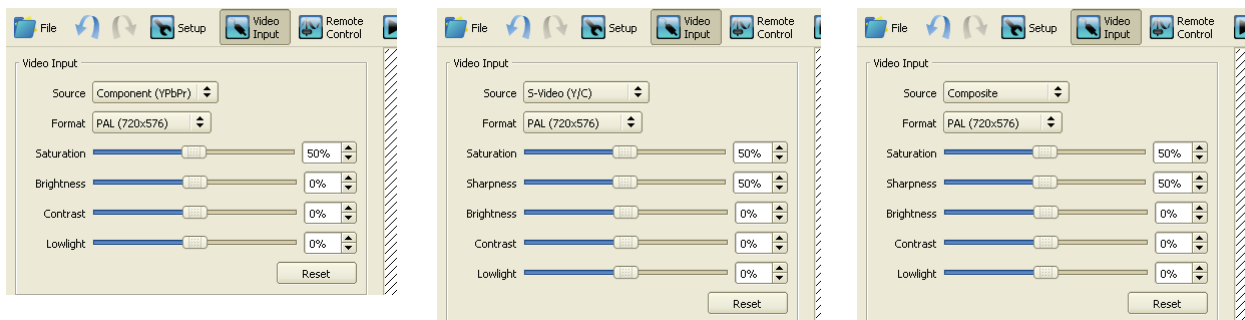 File Setup Video Input Remote Control
Video Input
Source Component (YPbPr)
Format PAL (720x576)
Saturation 50%
Brightness 0%
Contrast 0%
Lowlight 0%
Reset
File Setup Video Input Remote Control
Video Input
Source S-Video (Y/C)
Format PAL (720x576)
Saturation 50%
Sharpness 50%
Brightness 0%
Contrast 0%
Lowlight 0%
Reset
File Setup Video Input Remote Control
Video Input
Source Composite
Format PAL (720x576)
Saturation 50%
Sharpness 50%
Brightness 0%
Contrast 0%
Lowlight 0%
Reset